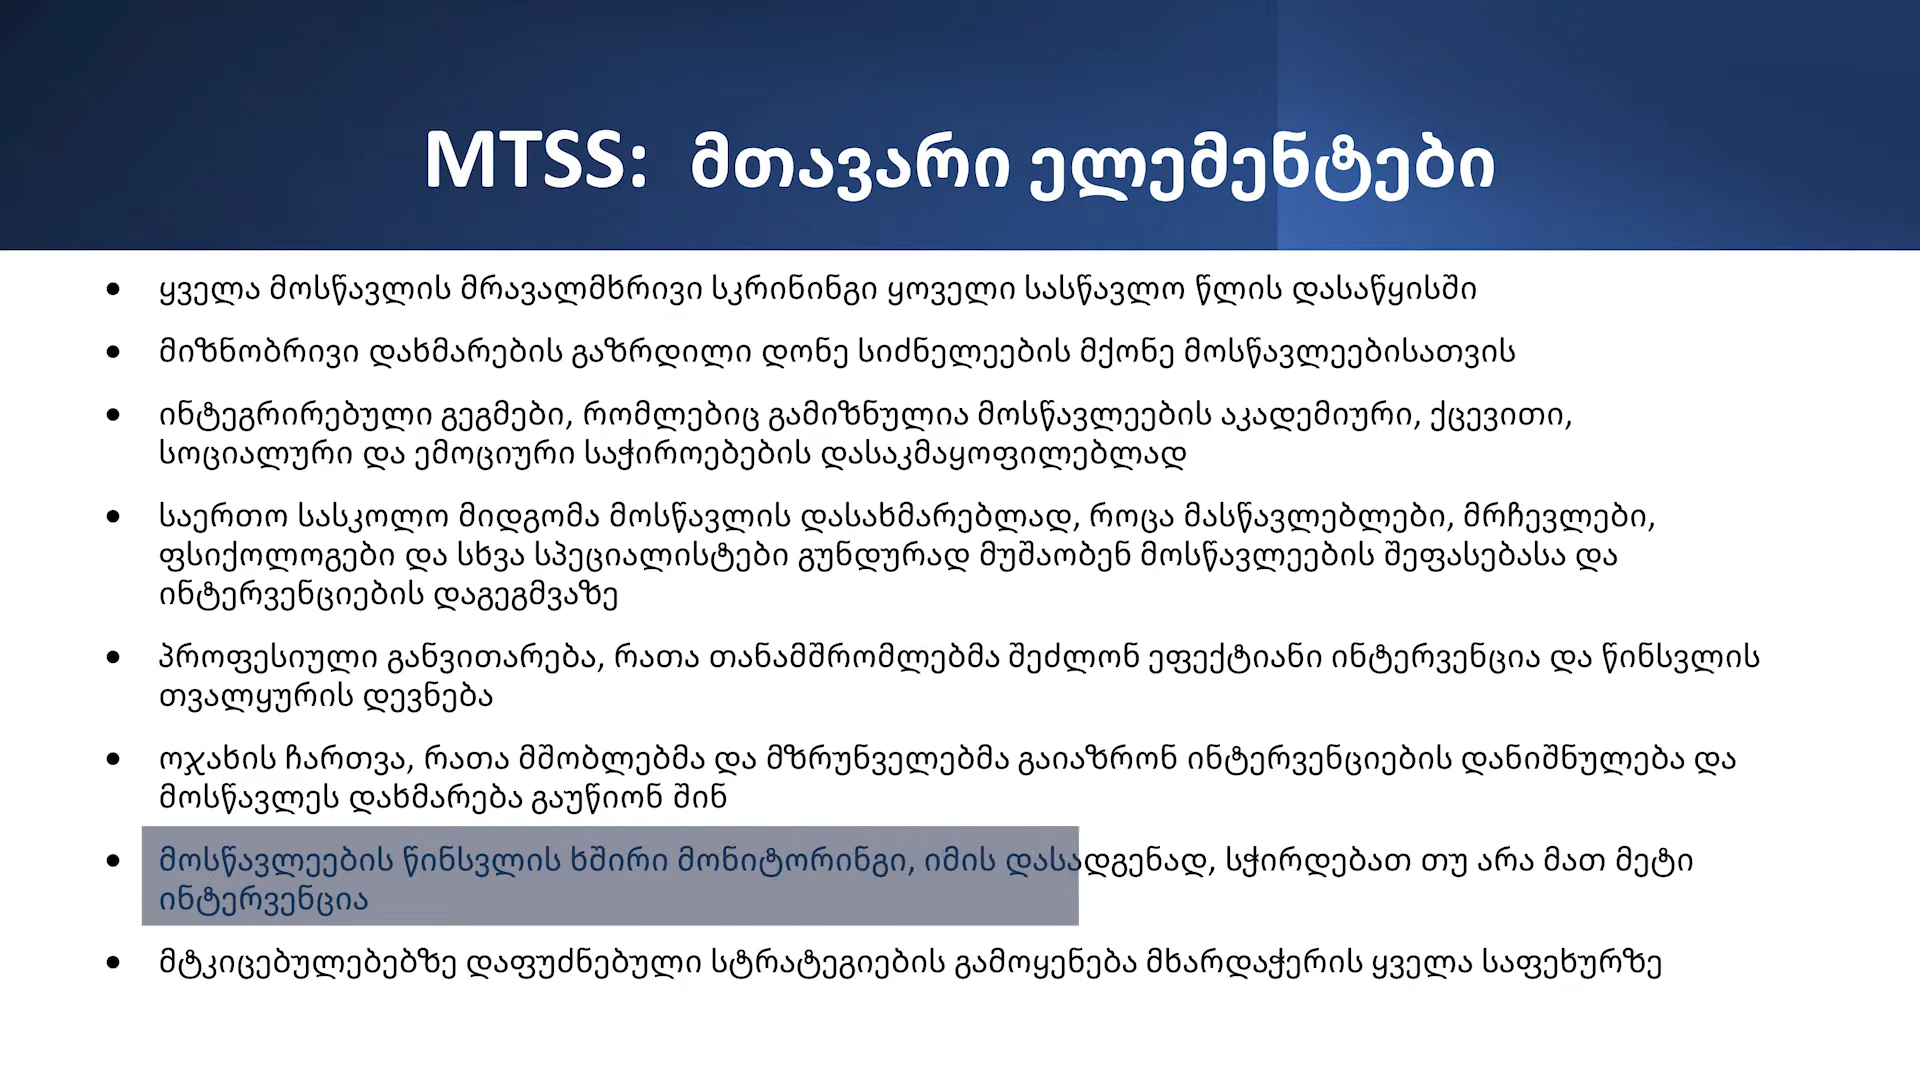 MTSS: მთავარი ელემენტები
• ყველა მოსწავლის მრავალმხრივი სკრინინგი ყოველი სასწავლო წლის დასაწყისში
• მიზნობრივი დახმარების გაზრდილი დონე სიძნელეების მქონე მოსწავლეებისათვის
• ინტეგრირებული გეგმები, რომლებიც გამიზნულია მოსწავლეების აკადემიური, ქცევითი,
სოციალური და ემოციური საჭიროებების დასაკმაყოფილებლად
• საერთო სასკოლო მიდგომა მოსწავლის დასახმარებლად, როცა მასწავლებლები, მრჩევლები,
ფსიქოლოგები და სხვა სპეციალისტები გუნდურად მუშაობენ მოსწავლეების შეფასებასა და
ინტერვენციების დაგეგმვაზე
• პროფესიული განვითარება, რათა თანამშრომლებმა შეძლონ ეფექტიანი ინტერვენცია და წინსვლის
თვალყურის დევნება
• ოჯახის ჩართვა, რათა მშობლებმა და მზრუნველებმა გაიაზრონ ინტერვენციების დანიშნულება და
მოსწავლეს დახმარება გაუწიონ შინ
• მოსწავლეების წინსვლის ხშირი მონიტორინგი, იმის დასადგენად, სჭირდებათ თუ არა მათ მეტი
ინტერვენცია
• მტკიცებულებებზე დაფუძნებული სტრატეგიების გამოყენება მხარდაჭერის ყველა საფეხურზე